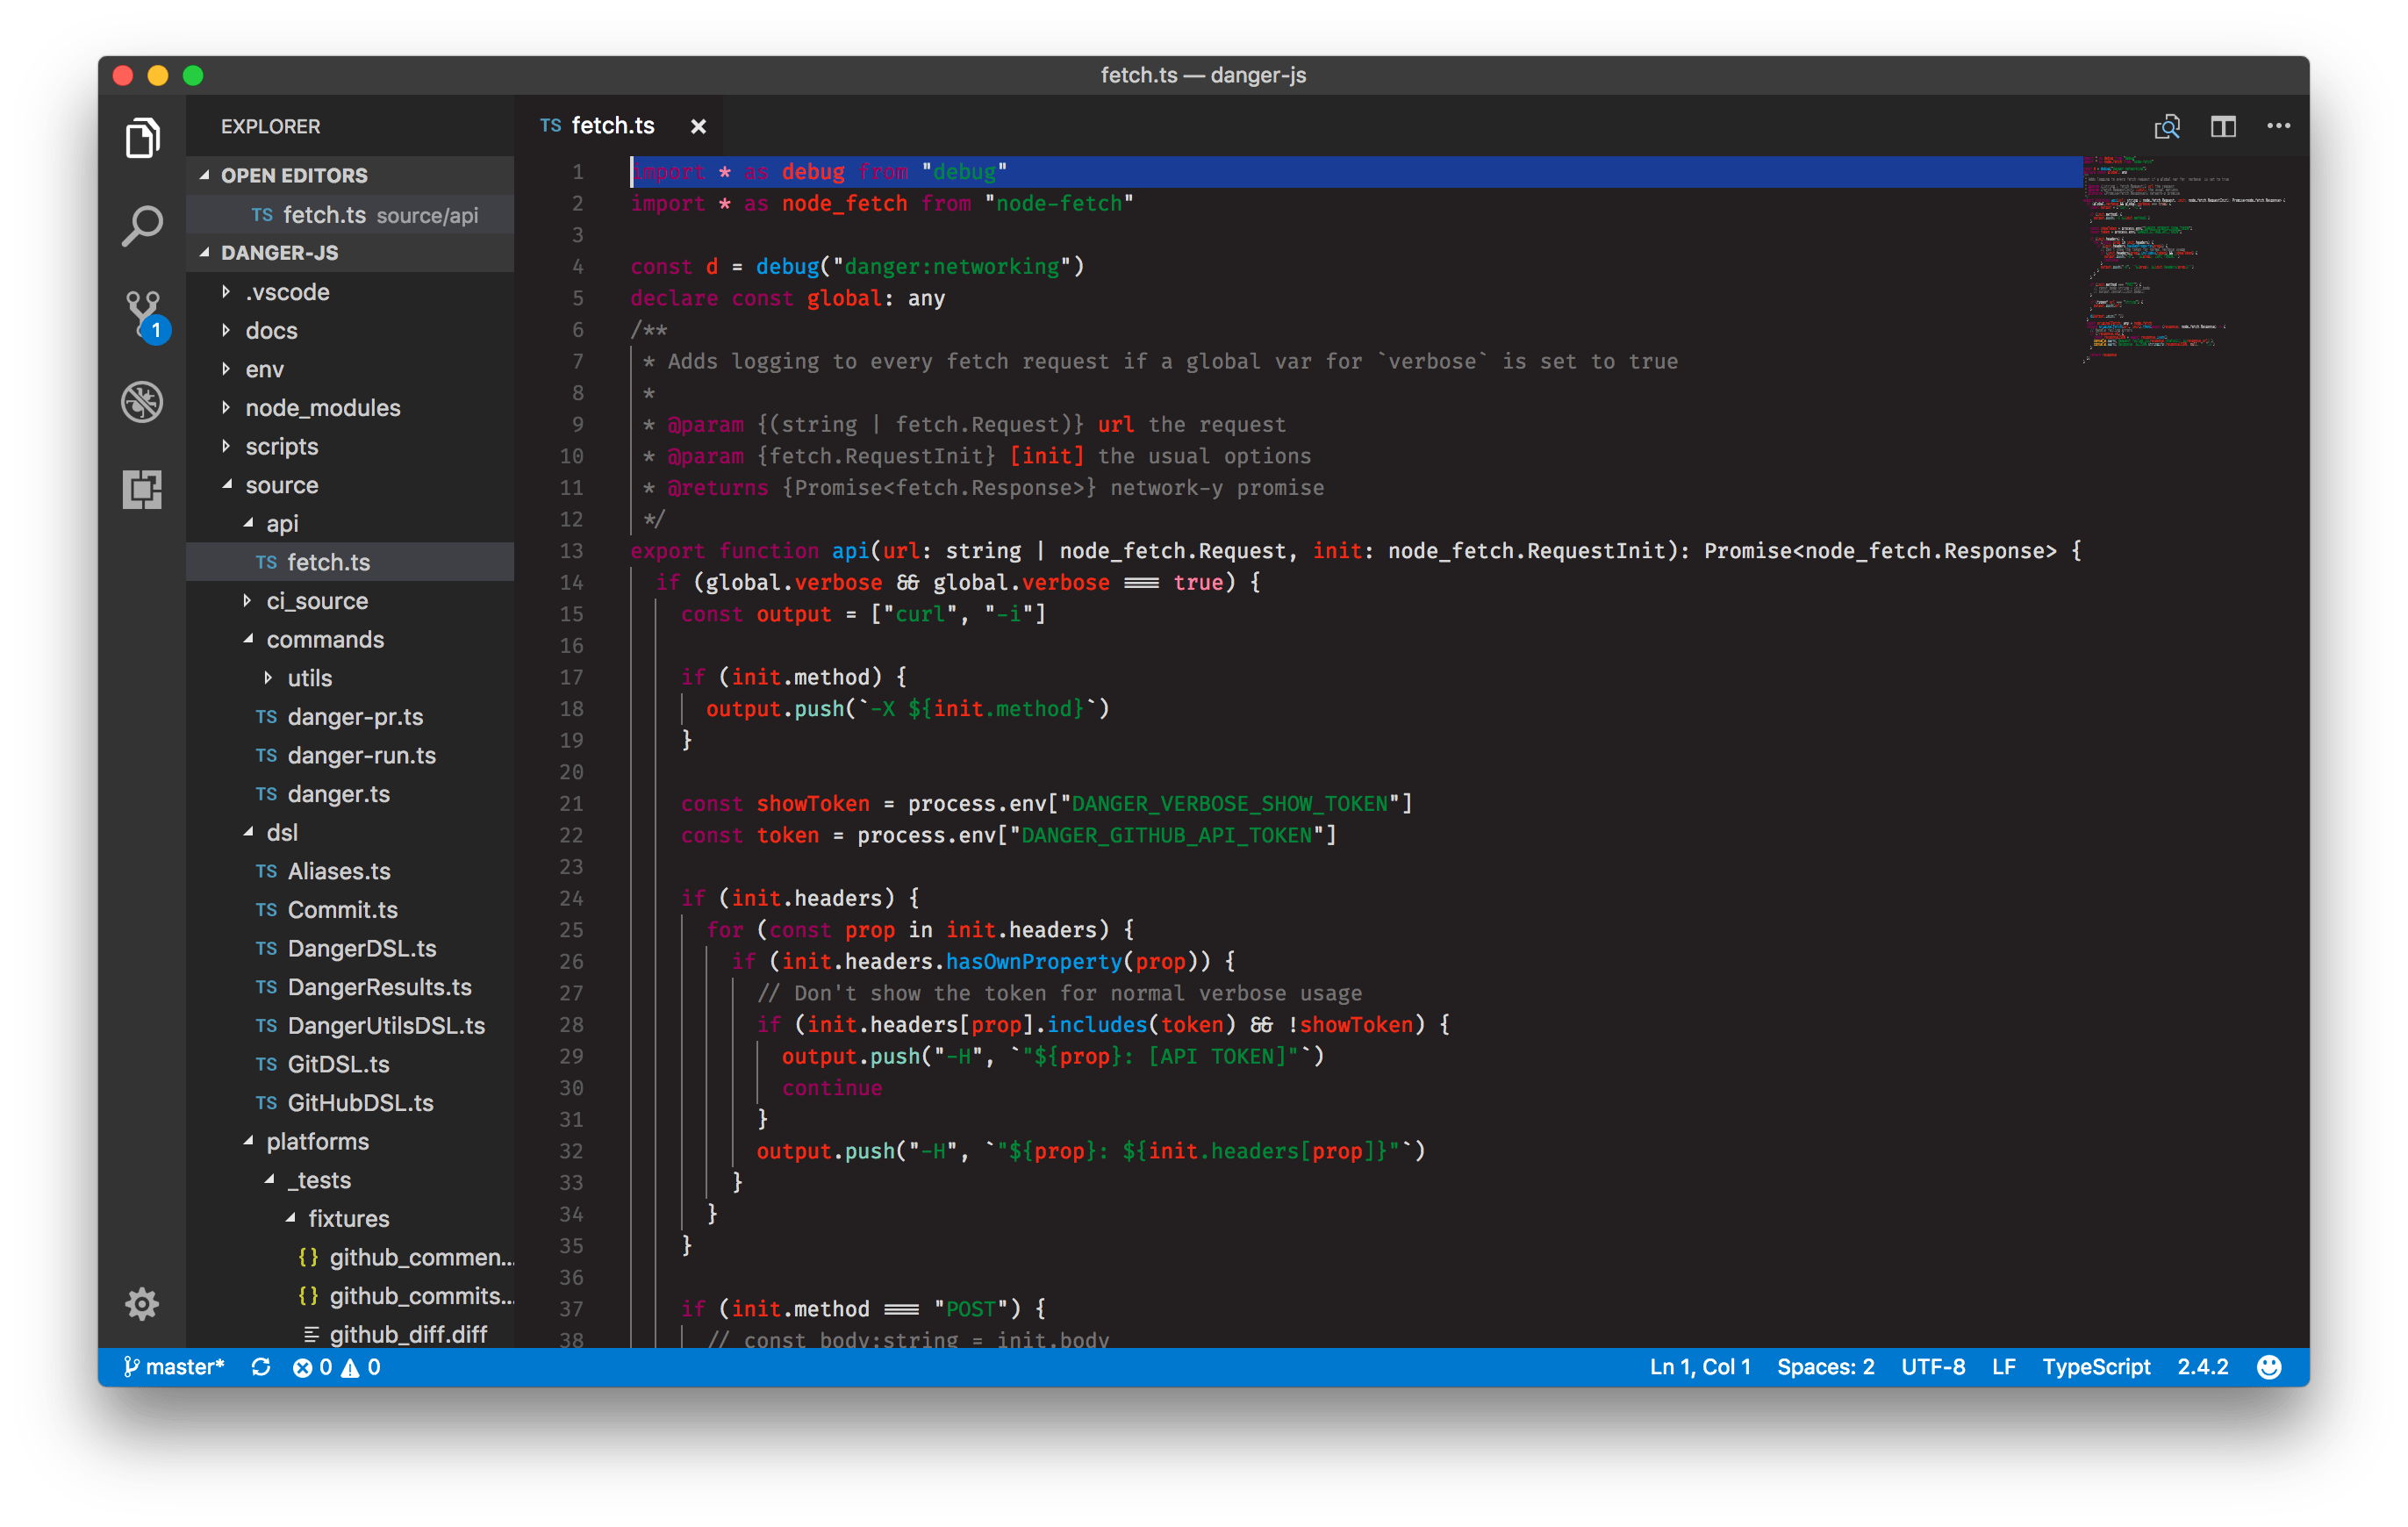 fetch.ts — danger-js
EXPLORER
OPEN EDITORS
TS fetch.ts source/api
DANGER-JS
.vscode
docs
env
node_modules
scripts
source
api
TS fetch.ts
ci_source
commands
utils
TS danger-pr.ts
TS danger-run.ts
TS danger.ts
dsl
TS Aliases.ts
TS Commit.ts
TS DangerDSL.ts
TS DangerResults.ts
TS DangerUtilsDSL.ts
TS GitDSL.ts
TS GitHubDSL.ts
platforms
_tests
fixtures
{} github_commen...
{} github_commits...
github_diff.diff
1
TS fetch.ts ×
1 import * as debug from "debug"
2 import * as node_fetch from "node-fetch"
3
4 const d = debug("danger:networking")
5 declare const global: any
6 /**
7 * Adds logging to every fetch request if a global var for `verbose` is set to true
8 *
9 * @param {(string | fetch.Request)} url the request
10 * @param {fetch.RequestInit} [init] the usual options
11 * @returns {Promise<fetch.Response>} network-y promise
12 */
13 export function api(url: string | node_fetch.Request, init: node_fetch.RequestInit): Promise<node_fetch.Response> {
14 if (global.verbose && global.verbose === true) {
15 const output = ["curl", "-i"]
16
17 if (init.method) {
18 output.push(`-X ${init.method}`)
19 }
20
21 const showToken = process.env["DANGER_VERBOSE_SHOW_TOKEN"]
22 const token = process.env["DANGER_GITHUB_API_TOKEN"]
23
24 if (init.headers) {
25 for (const prop in init.headers) {
26 if (init.headers.hasOwnProperty(prop)) {
27 // Don't show the token for normal verbose usage
28 if (init.headers[prop].includes(token) && !showToken) {
29 output.push("-H", `"${prop}: [API TOKEN]"`)
30 continue
31 }
32 output.push("-H", `"${prop}: ${init.headers[prop]}"`)
33 }
34 }
35 }
36
37 if (init.method === "POST") {
38 // const body:string = init.body
master* 0 0
Ln 1, Col 1 Spaces: 2 UTF-8 LF TypeScript 2.4.2